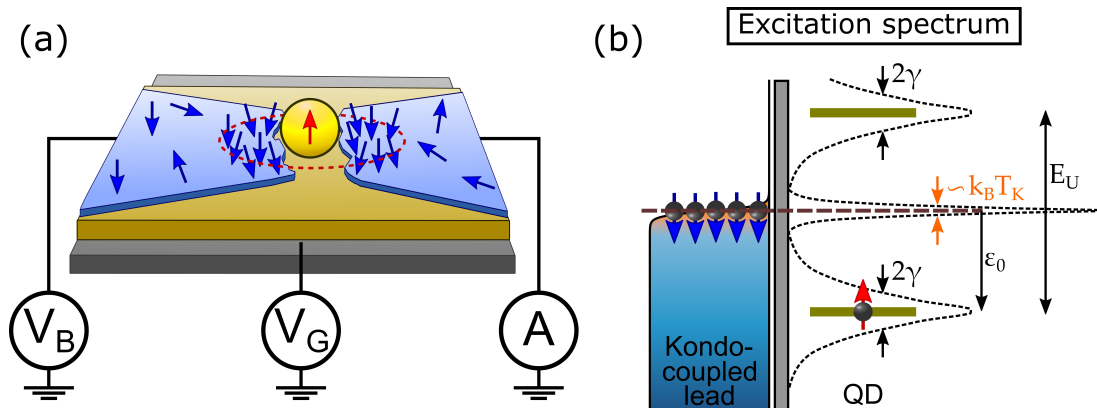 (a)
V_B
V_G
A
(b)
Excitation spectrum
2γ
∽ k_BT_K
E_U
ε_0
2γ
Kondo-
coupled
lead
QD